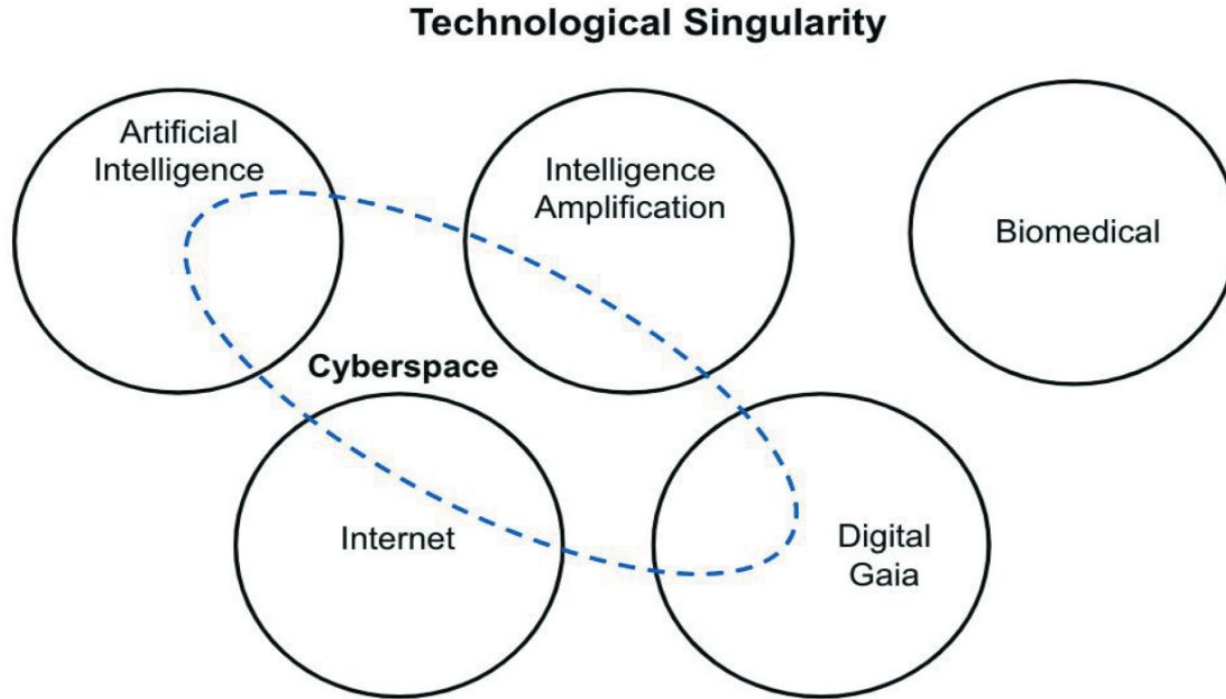 Technological Singularity
Artificial
Intelligence
Intelligence
Amplification
Biomedical
Cyberspace
Internet
Digital
Gaia